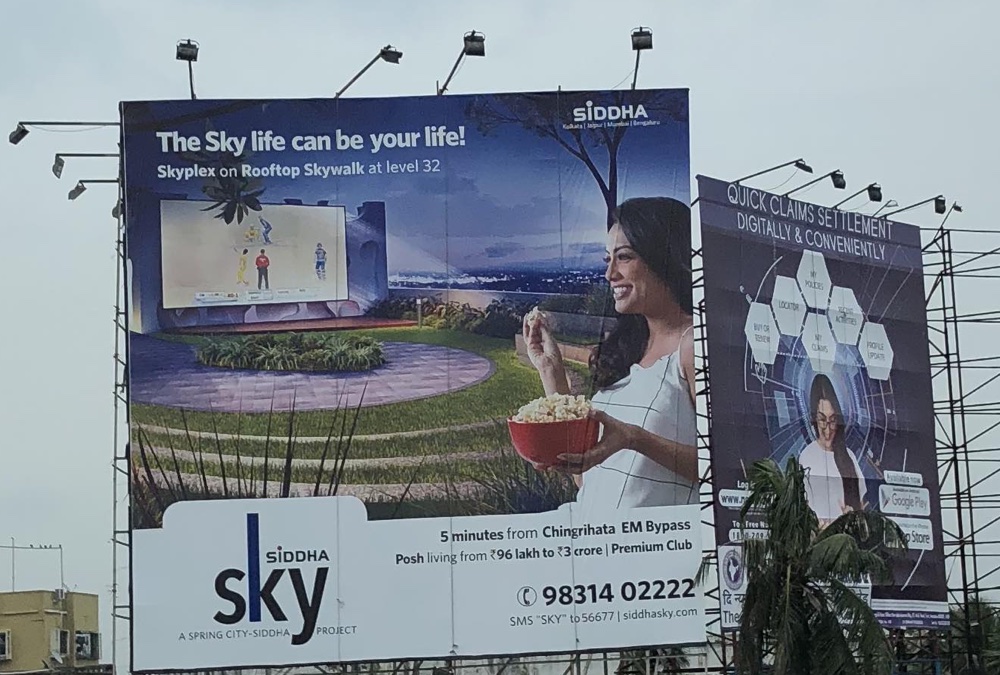 SIDDHA
Kolkata | Jaipur | Mumbai | Bengaluru
The Sky life can be your life!
Skyplex on Rooftop Skywalk at level 32
5 minutes from Chingrihata EM Bypass
Posh living from ₹96 lakh to ₹3 crore | Premium Club
98314 02222
SMS "SKY" to 56677 | siddhasky.com
SIDDHA
sky
A SPRING CITY-SIDDHA PROJECT
QUICK CLAIMS SETTLEMENT
DIGITALLY & CONVENIENTLY
MY
POLICIES
LOCATOR
BUY OR
RENEW
MY
CLAIMS
PROFILE
UPDATE
Available now
Google Play
Store
दि न्यू
The